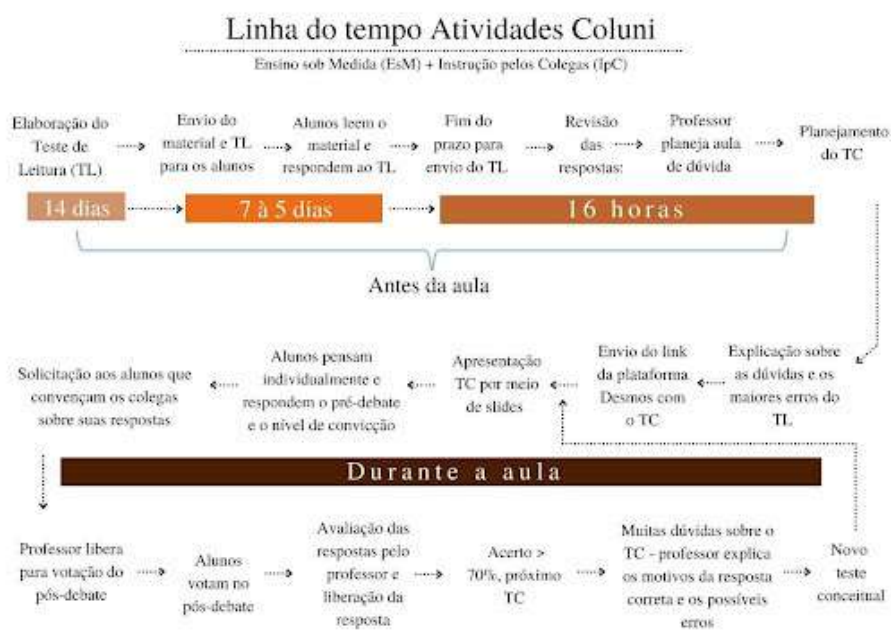 Linha do tempo Atividades Coluni
Ensino sob Medida (EsM) + Instrução pelos Colegas (IpC)
Elaboração do
Teste de
Leitura (TL)
Envio do
material e TL
para os alunos
Alunos leem o
material e
respondem ao TL
Fim do
prazo para
envio do TL
Revisão
das
respostas:
Professor
planeja aula
de dúvida
Planejamento
do TC
14 dias
7 à 5 dias
16 horas
Antes da aula
Explicação sobre
as dúvidas e os
maiores erros do
TL
Envio do link
da plataforma
Desmos com
o TC
Apresentação
TC por meio
de slides
Alunos pensam
individualmente e
respondem o pré-debate
e o nível de convicção
Solicitação aos alunos que
convençam os colegas
sobre suas respostas
Durante a aula
Professor libera
para votação do
pós-debate
Alunos
votam no
pós-debate
Avaliação das
respostas pelo
professor e
liberação da
resposta
Acerto >
70%, próximo
TC
Muitas dúvidas sobre o
TC - professor explica
os motivos da resposta
correta e os possíveis
erros
Novo
teste
conceitual